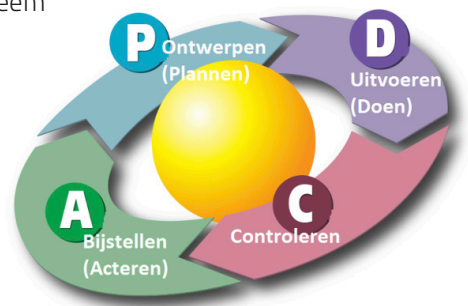 eem
P
Ontwerpen
(Plannen)
D
Uitvoeren
(Doen)
C
Controleren
A
Bijstellen
(Acteren)